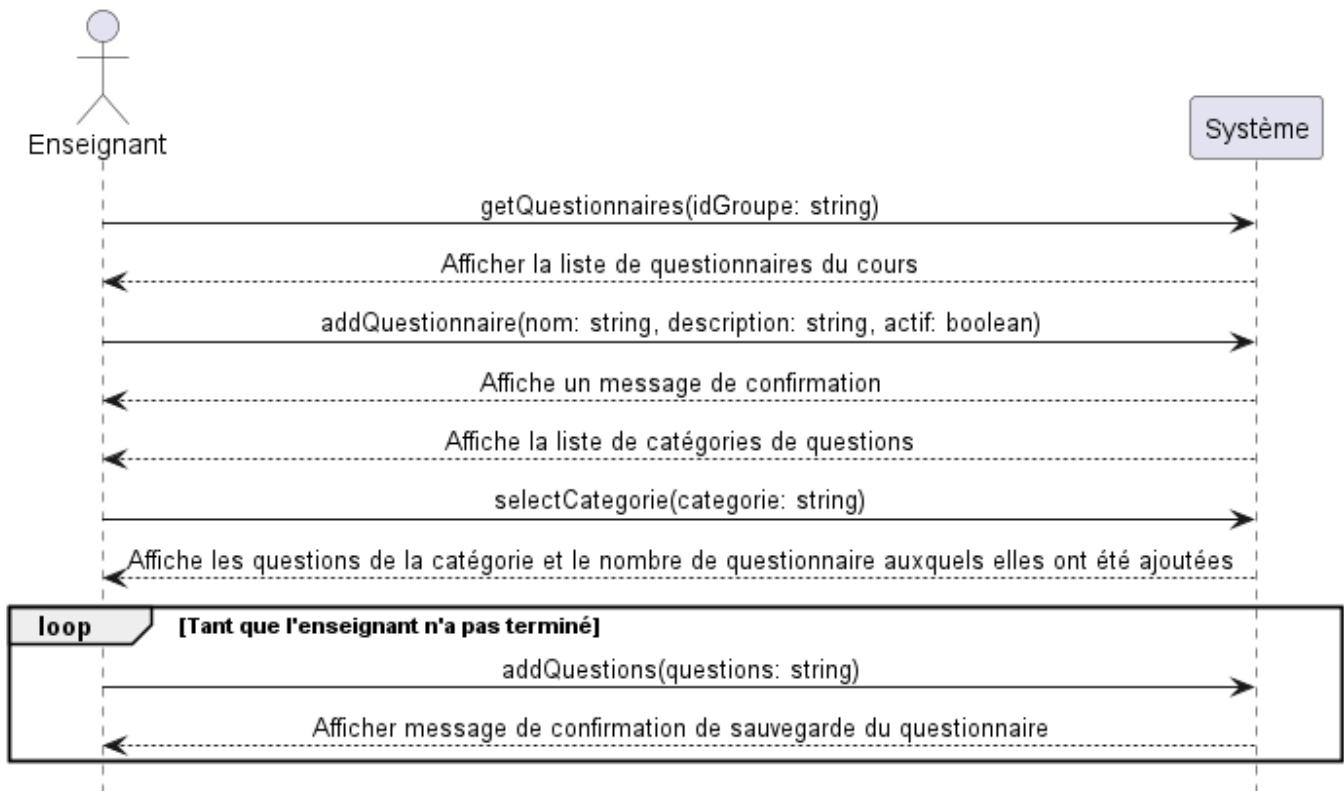 Enseignant
Système
getQuestionnaires(idGroupe: string)
Afficher la liste de questionnaires du cours
addQuestionnaire(nom: string, description: string, actif: boolean)
Affiche un message de confirmation
Affiche la liste de catégories de questions
selectCategorie(categorie: string)
Affiche les questions de la catégorie et le nombre de questionnaire auxquels elles ont été ajoutées
loop [Tant que l'enseignant n'a pas terminé]
addQuestions(questions: string)
Afficher message de confirmation de sauvegarde du questionnaire